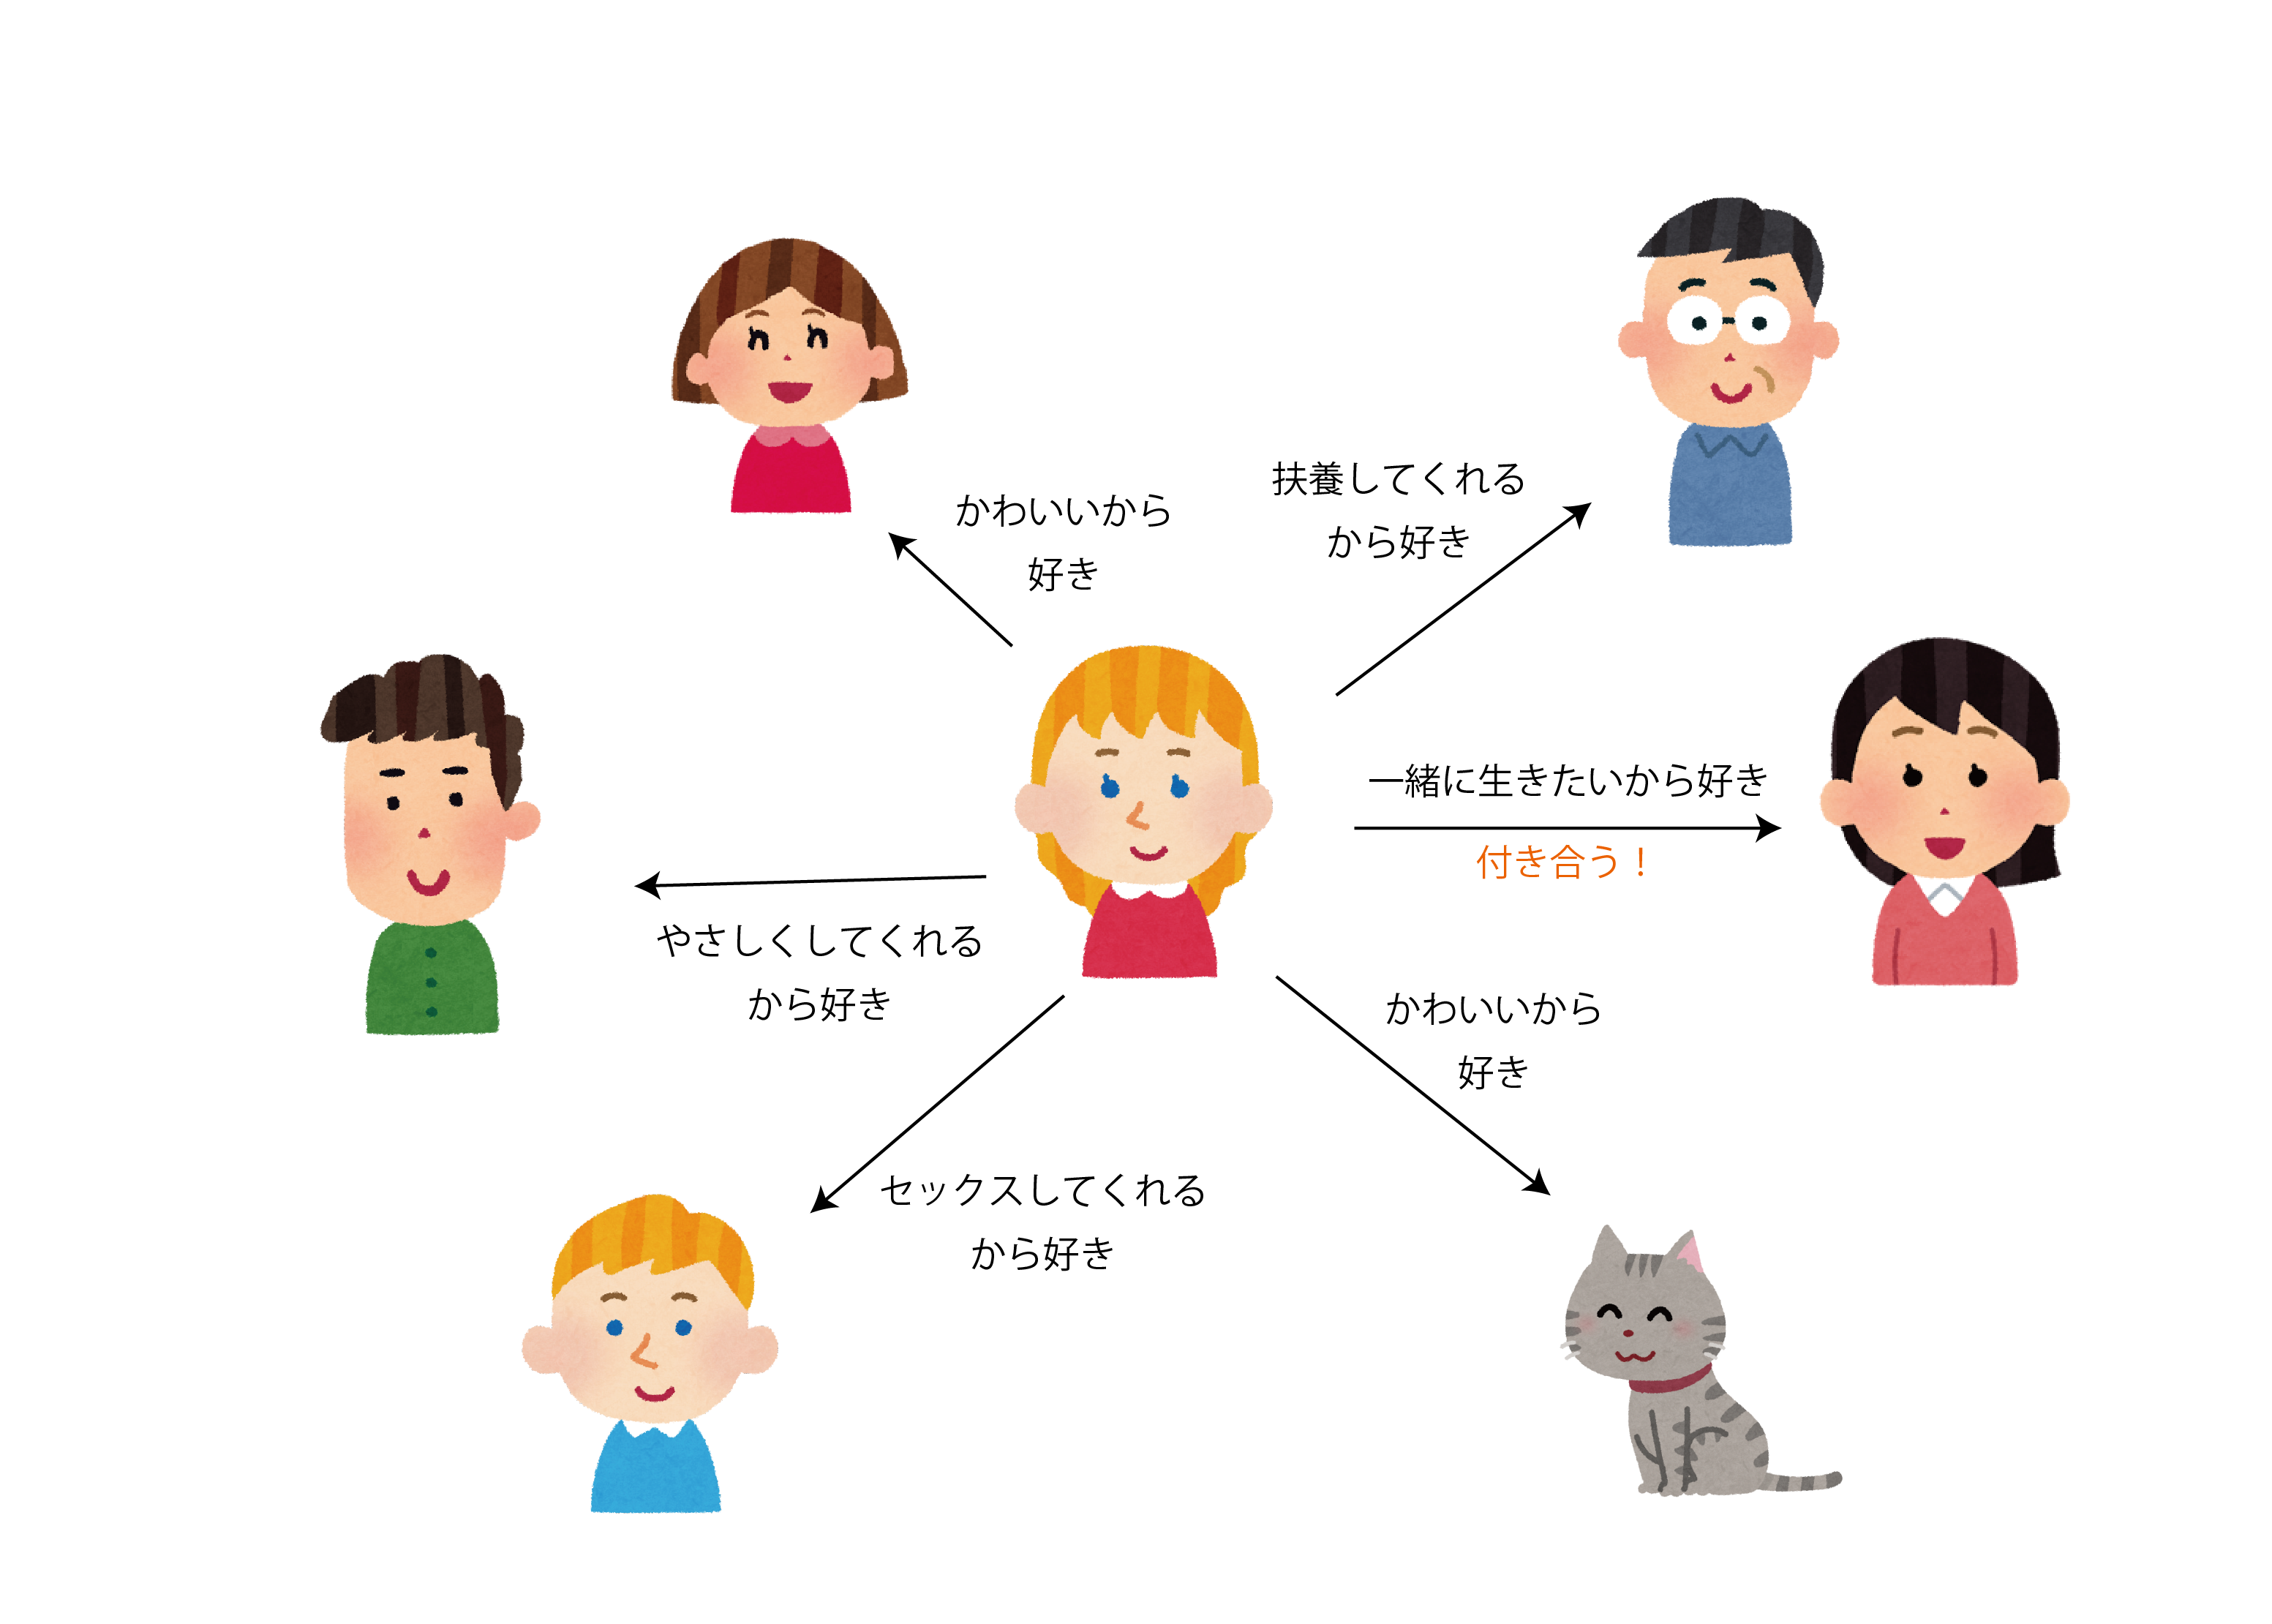 かわいいから
好き
扶養してくれる
から好き
一緒に生きたいから好き
付き合う！
やさしくしてくれる
から好き
かわいいから
好き
セックスしてくれる
から好き